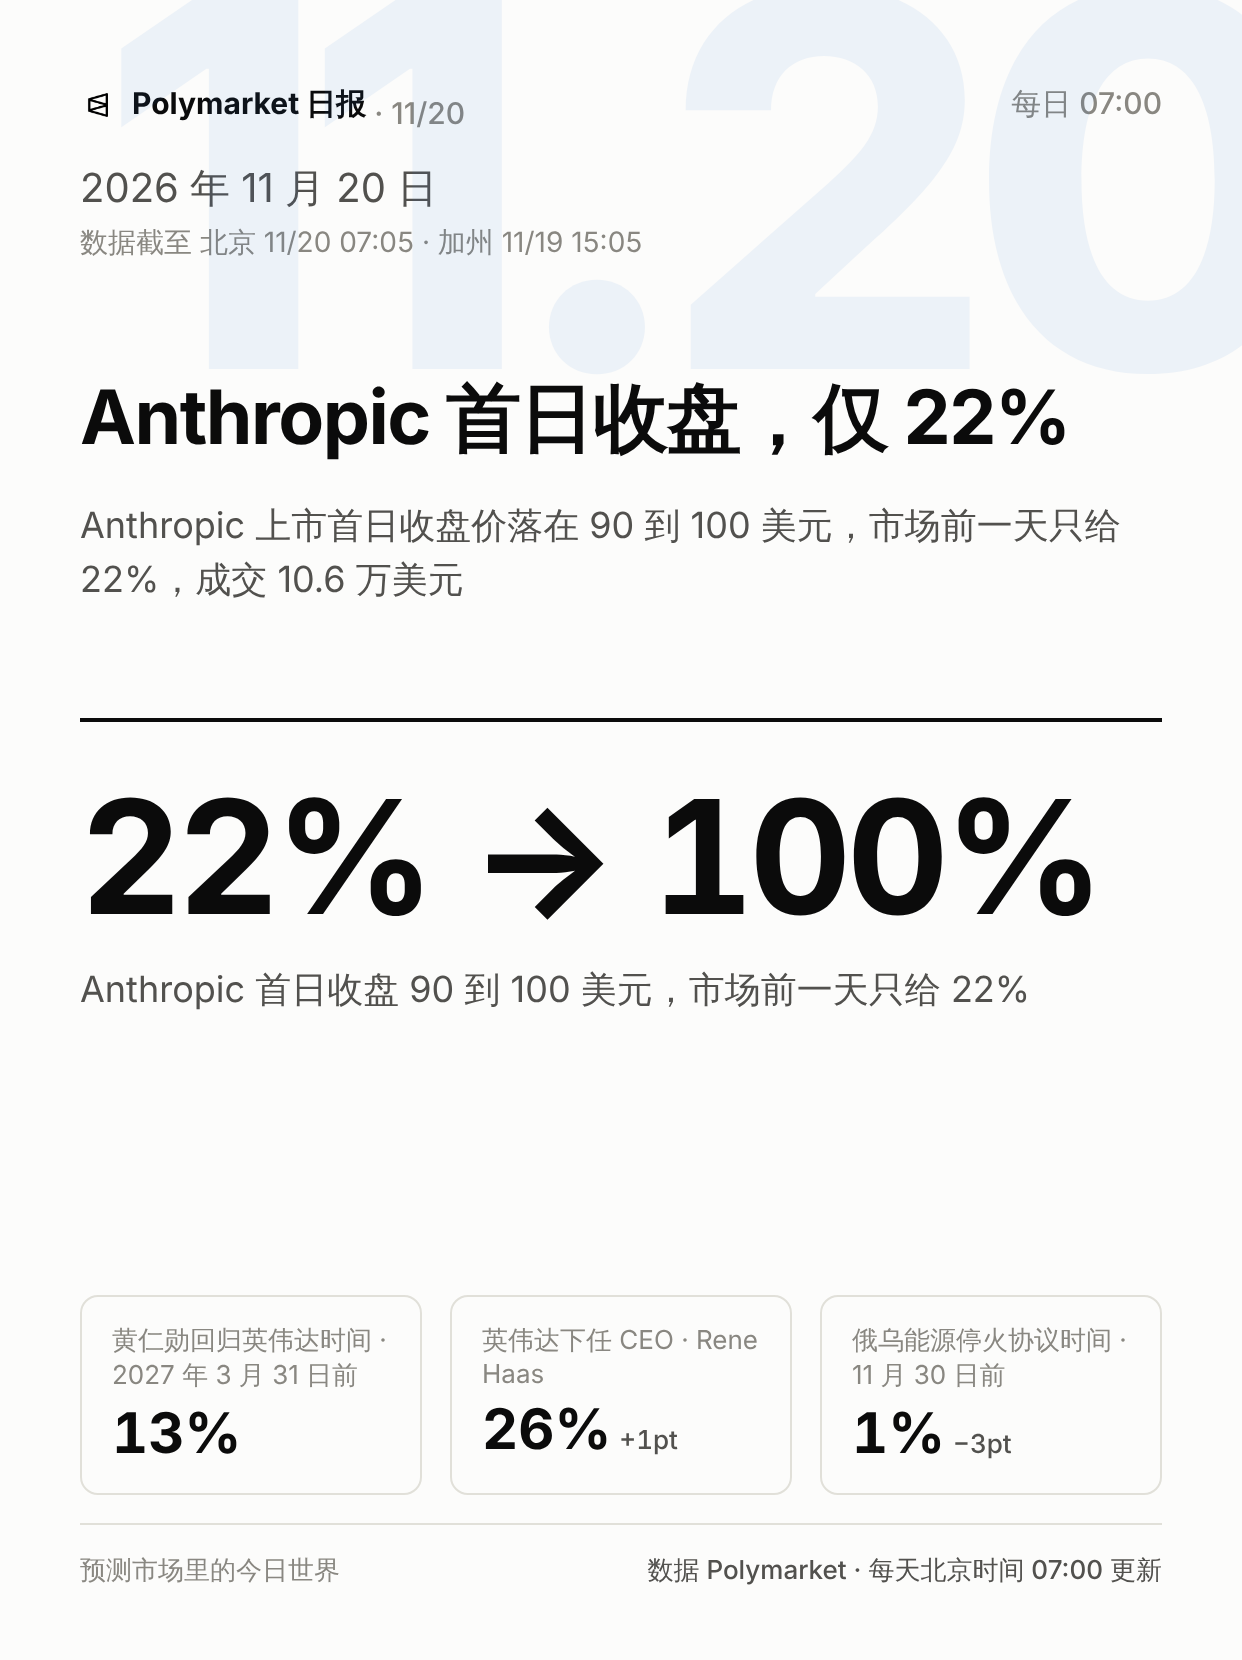 11.20
Polymarket 日报 · 11/20
每日 07:00
2026 年 11 月 20 日
数据截至 北京 11/20 07:05 · 加州 11/19 15:05
Anthropic 首日收盘，仅 22%
Anthropic 上市首日收盘价落在 90 到 100 美元，市场前一天只给
22%，成交 10.6 万美元
22% → 100%
Anthropic 首日收盘 90 到 100 美元，市场前一天只给 22%
黄仁勋回归英伟达时间 ·
2027 年 3 月 31 日前
13%
英伟达下任 CEO · Rene
Haas
26% +1pt
俄乌能源停火协议时间 ·
11 月 30 日前
1% −3pt
预测市场里的今日世界
数据 Polymarket · 每天北京时间 07:00 更新